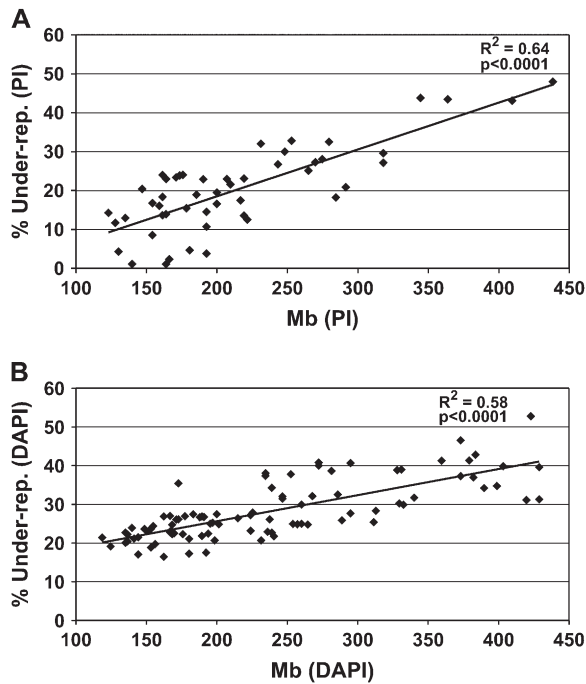 A
60
50
40
30
20
10
0
% Under-rep. (PI)
R² = 0.64
p<0.0001
100 150 200 250 300 350 400 450
Mb (PI)
B
60
50
40
30
20
10
0
% Under-rep. (DAPI)
R² = 0.58
p<0.0001
100 150 200 250 300 350 400 450
Mb (DAPI)